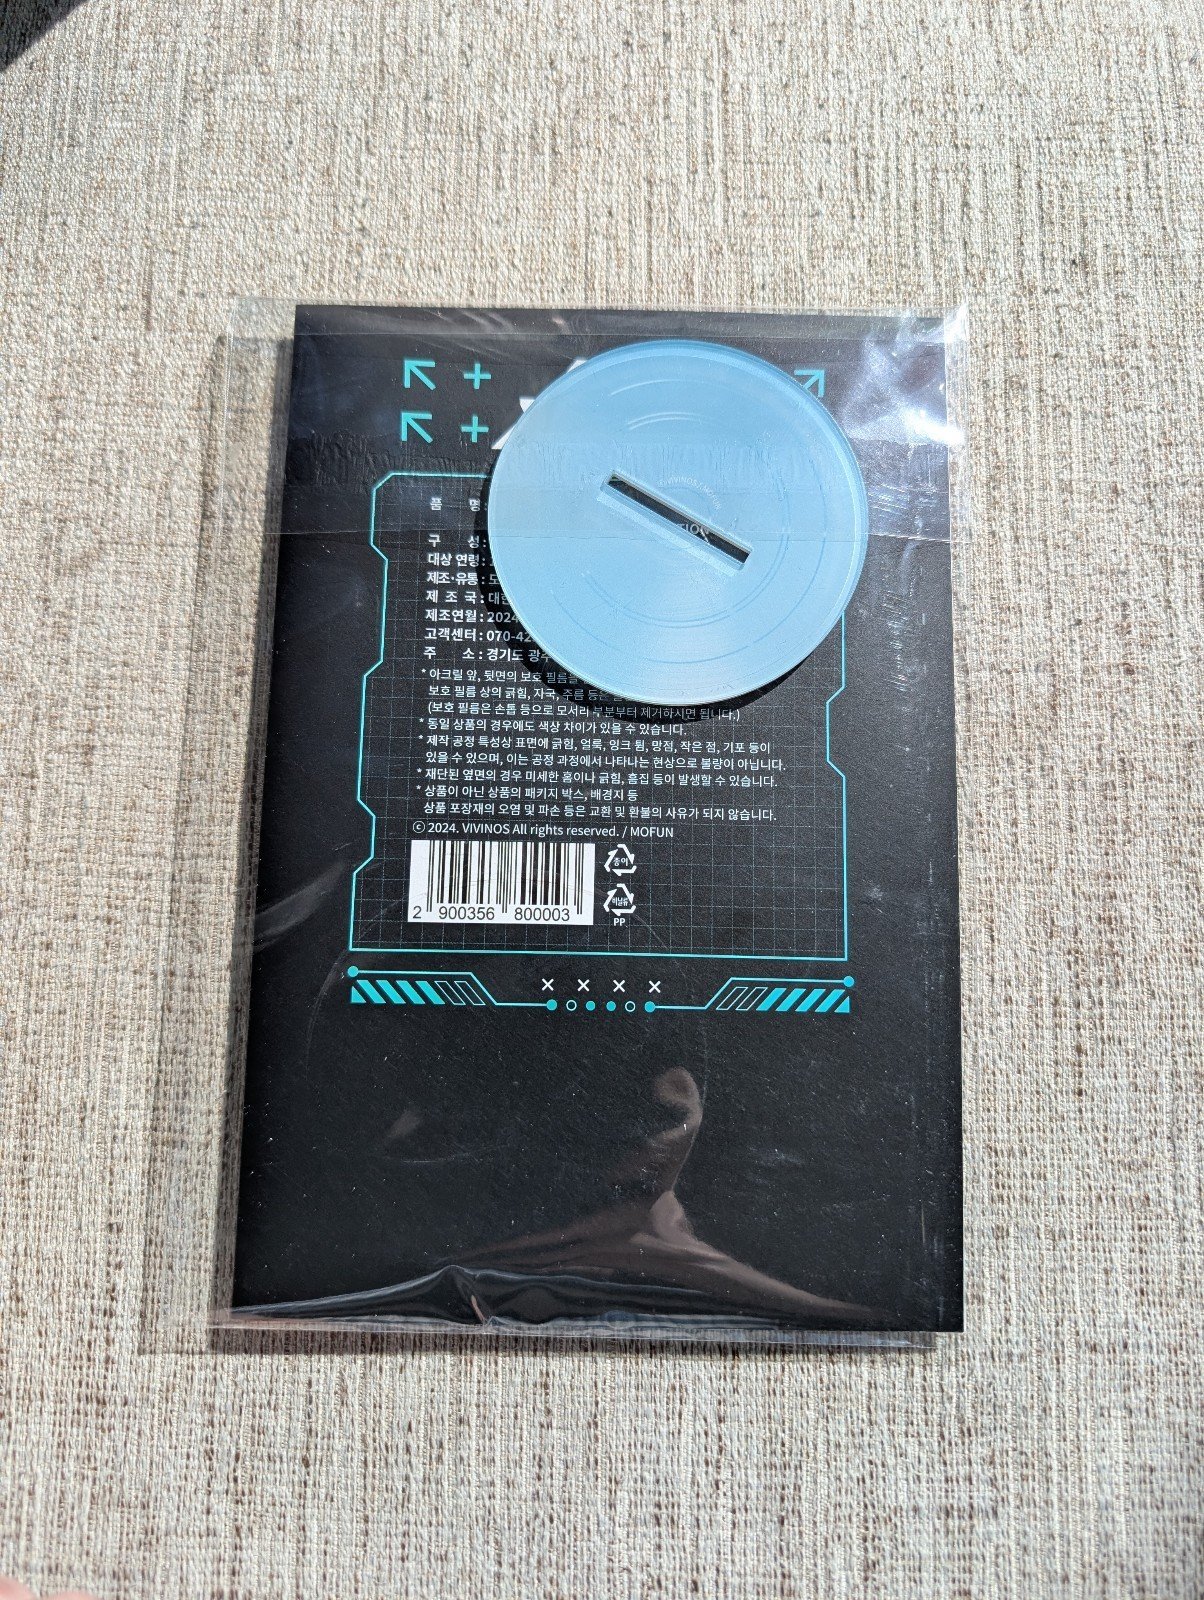 품 명 :
구 성 :
대상 연령 :
제조·유통 : 도
제 조 국 : 대한
제조연월 : 2024
고객센터 : 070-42
주 소 : 경기도 광주
* 아크릴 앞, 뒷면의 보호 필름을
보호 필름 상의 긁힘, 자국, 주름 등은
(보호 필름은 손톱 등으로 모서리 부분부터 제거하시면 됩니다.)
* 동일 상품의 경우에도 색상 차이가 있을 수 있습니다.
* 제작 공정 특성상 표면에 긁힘, 얼룩, 잉크 튐, 망점, 작은 점, 기포 등이
있을 수 있으며, 이는 공정 과정에서 나타나는 현상으로 불량이 아닙니다.
* 재단된 옆면의 경우 미세한 홈이나 긁힘, 흠집 등이 발생할 수 있습니다.
* 상품이 아닌 상품의 패키지 박스, 배경지 등
상품 포장재의 오염 및 파손 등은 교환 및 환불의 사유가 되지 않습니다.
ⓒ 2024. VIVINOS All rights reserved. / MOFUN
2 900356 800003
종이
비닐류
PP
VIVINOS / MOFUN